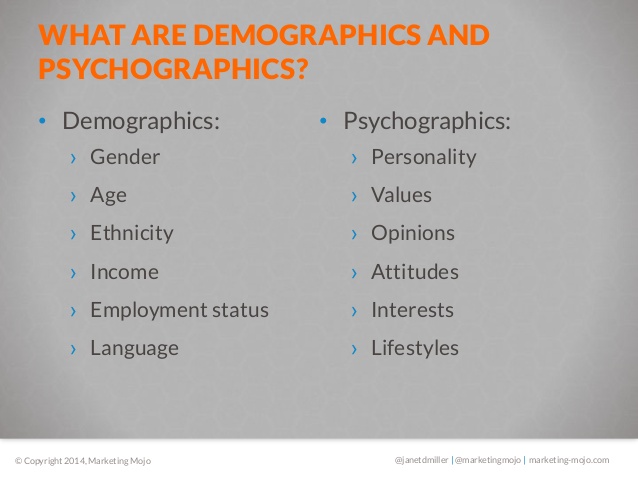 WHAT ARE DEMOGRAPHICS AND
PSYCHOGRAPHICS?
• Demographics:
› Gender
› Age
› Ethnicity
› Income
› Employment status
› Language
• Psychographics:
› Personality
› Values
› Opinions
› Attitudes
› Interests
› Lifestyles
© Copyright 2014, Marketing Mojo
@janetdmiller | @marketingmojo | marketing-mojo.com